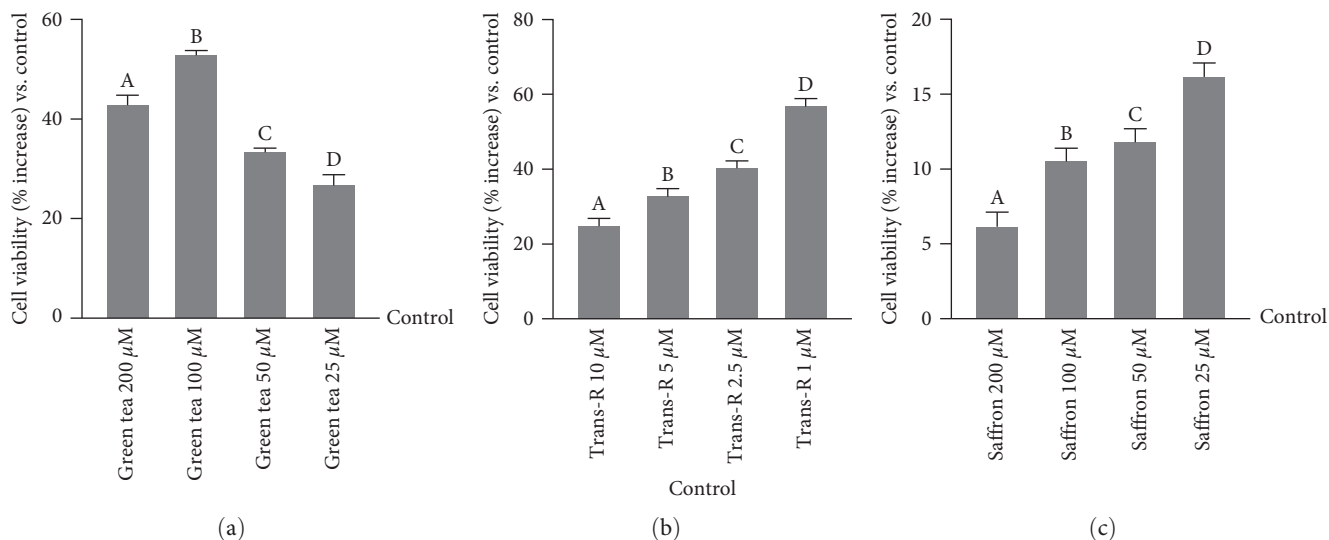 Cell viability (% increase) vs. control
60
40
20
0
A
B
C
D
Control
Green tea 200 μM
Green tea 100 μM
Green tea 50 μM
Green tea 25 μM
(a)
Cell viability (% increase) vs. control
80
60
40
20
0
A
B
C
D
Trans-R 10 μM
Trans-R 5 μM
Trans-R 2.5 μM
Trans-R 1 μM
Control
(b)
Cell viability (% increase) vs. control
20
15
10
5
0
A
B
C
D
Control
Saffron 200 μM
Saffron 100 μM
Saffron 50 μM
Saffron 25 μM
(c)